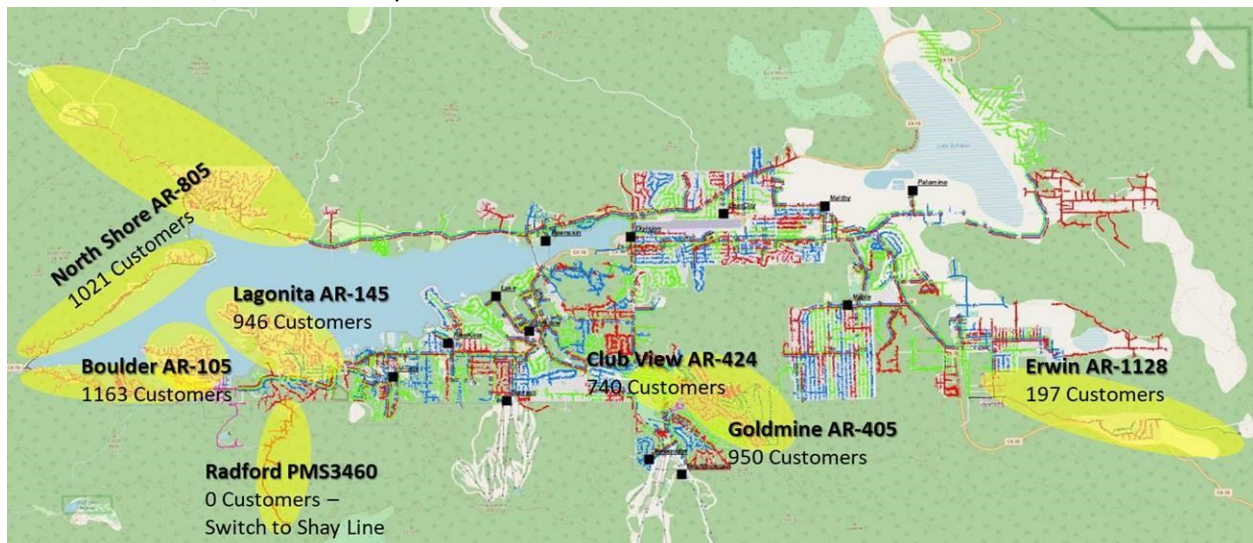 North Shore AR-805
1021 Customers
Lagonita AR-145
946 Customers
Boulder AR-105
1163 Customers
Club View AR-424
740 Customers
Erwin AR-1128
197 Customers
Goldmine AR-405
950 Customers
Radford PMS3460
0 Customers –
Switch to Shay Line
Palomino
Maltby
Division